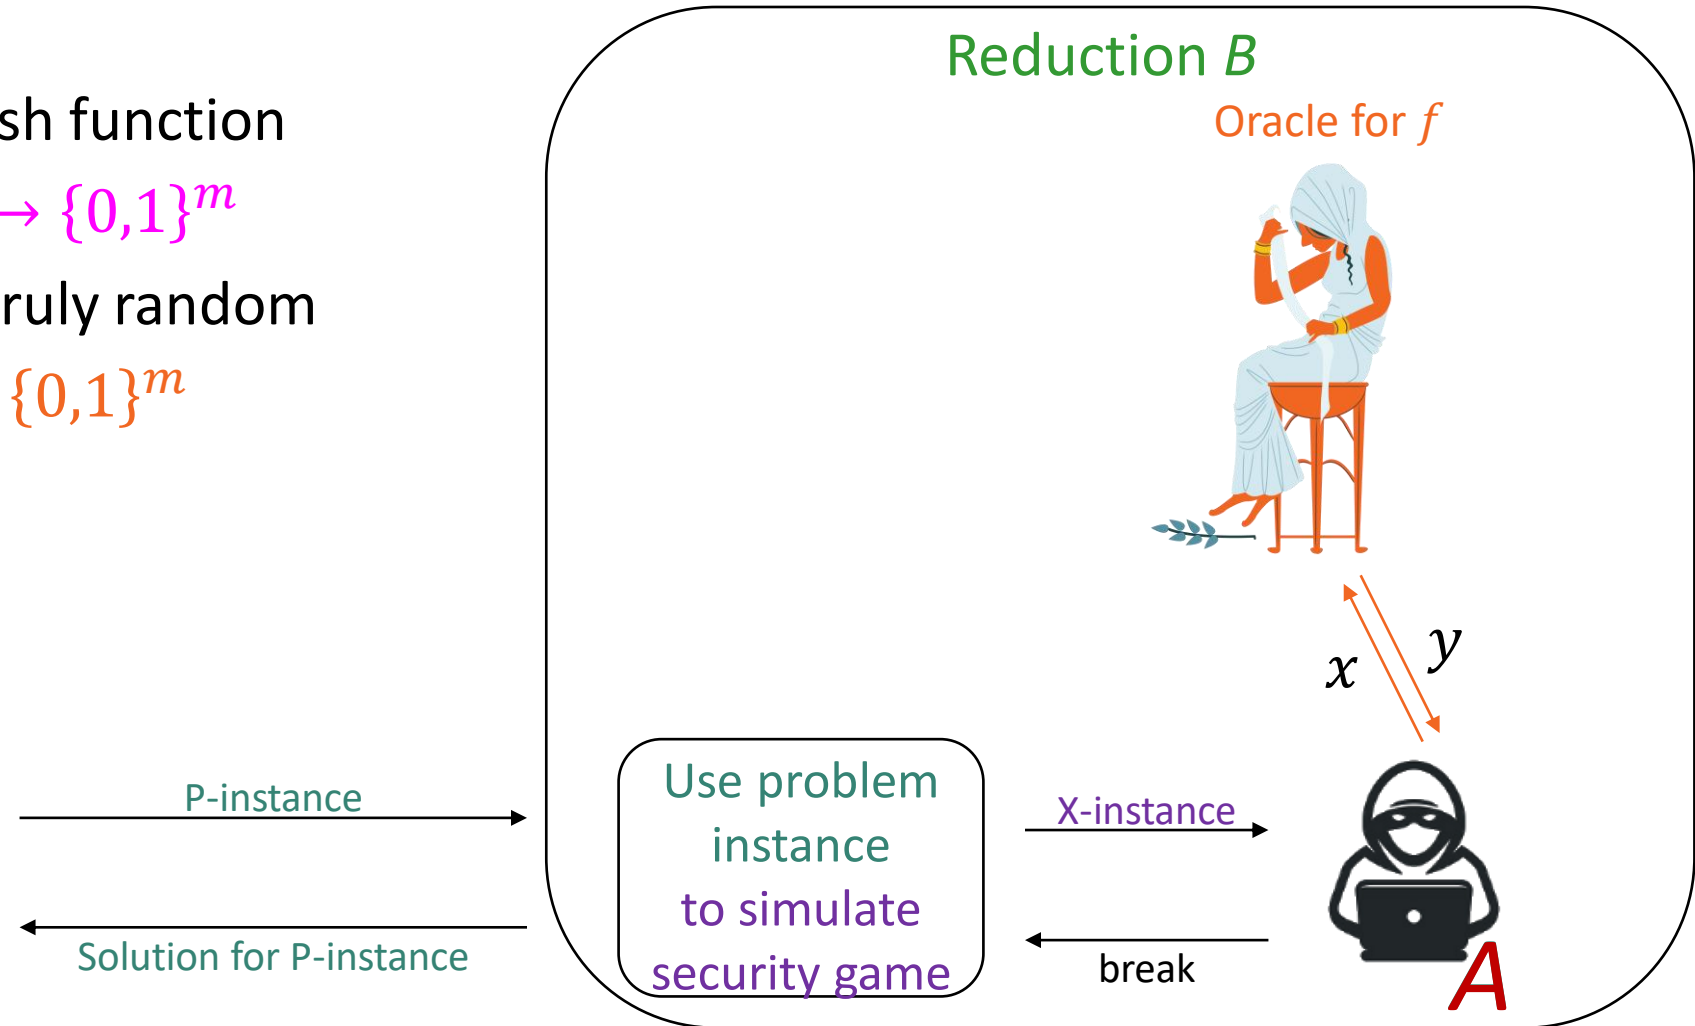 sh function
→ {0,1}^m
ruly random
{0,1}^m
Reduction B
Oracle for f
x
y
P-instance
Solution for P-instance
Use problem
instance
to simulate
security game
X-instance
break
A